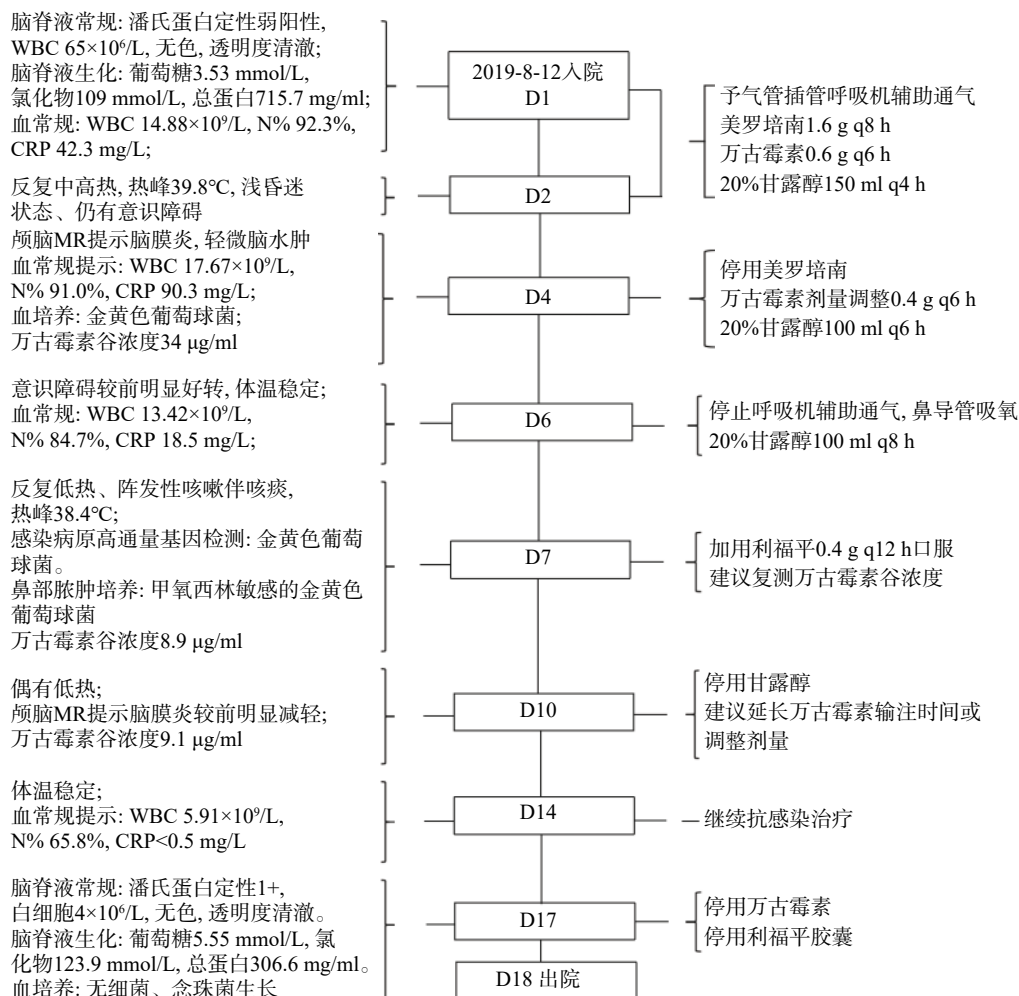 脑脊液常规: 潘氏蛋白定性弱阳性,
WBC 65×10⁶/L, 无色, 透明度清澈;
脑脊液生化: 葡萄糖3.53 mmol/L,
氯化物109 mmol/L, 总蛋白715.7 mg/ml;
血常规: WBC 14.88×10⁹/L, N% 92.3%,
CRP 42.3 mg/L;
2019-8-12入院
D1
予气管插管呼吸机辅助通气
美罗培南1.6 g q8 h
万古霉素0.6 g q6 h
20%甘露醇150 ml q4 h
反复中高热, 热峰39.8℃, 浅昏迷
状态、仍有意识障碍
D2
颅脑MR提示脑膜炎, 轻微脑水肿
血常规提示: WBC 17.67×10⁹/L,
N% 91.0%, CRP 90.3 mg/L;
血培养: 金黄色葡萄球菌;
万古霉素谷浓度34 μg/ml
D4
停用美罗培南
万古霉素剂量调整0.4 g q6 h
20%甘露醇100 ml q6 h
意识障碍较前明显好转, 体温稳定;
血常规: WBC 13.42×10⁹/L,
N% 84.7%, CRP 18.5 mg/L;
D6
停止呼吸机辅助通气, 鼻导管吸氧
20%甘露醇100 ml q8 h
反复低热、阵发性咳嗽伴咳痰,
热峰38.4℃;
感染病原高通量基因检测: 金黄色葡萄
球菌。
鼻部脓肿培养: 甲氧西林敏感的金黄色
葡萄球菌
万古霉素谷浓度8.9 μg/ml
D7
加用利福平0.4 g q12 h口服
建议复测万古霉素谷浓度
偶有低热;
颅脑MR提示脑膜炎较前明显减轻;
万古霉素谷浓度9.1 μg/ml
D10
停用甘露醇
建议延长万古霉素输注时间或
调整剂量
体温稳定;
血常规提示: WBC 5.91×10⁹/L,
N% 65.8%, CRP<0.5 mg/L
D14
继续抗感染治疗
脑脊液常规: 潘氏蛋白定性1+,
白细胞4×10⁶/L, 无色, 透明度清澈。
脑脊液生化: 葡萄糖5.55 mmol/L, 氯
化物123.9 mmol/L, 总蛋白306.6 mg/ml。
血培养: 无细菌、念珠菌生长
D17
停用万古霉素
停用利福平胶囊
D18 出院